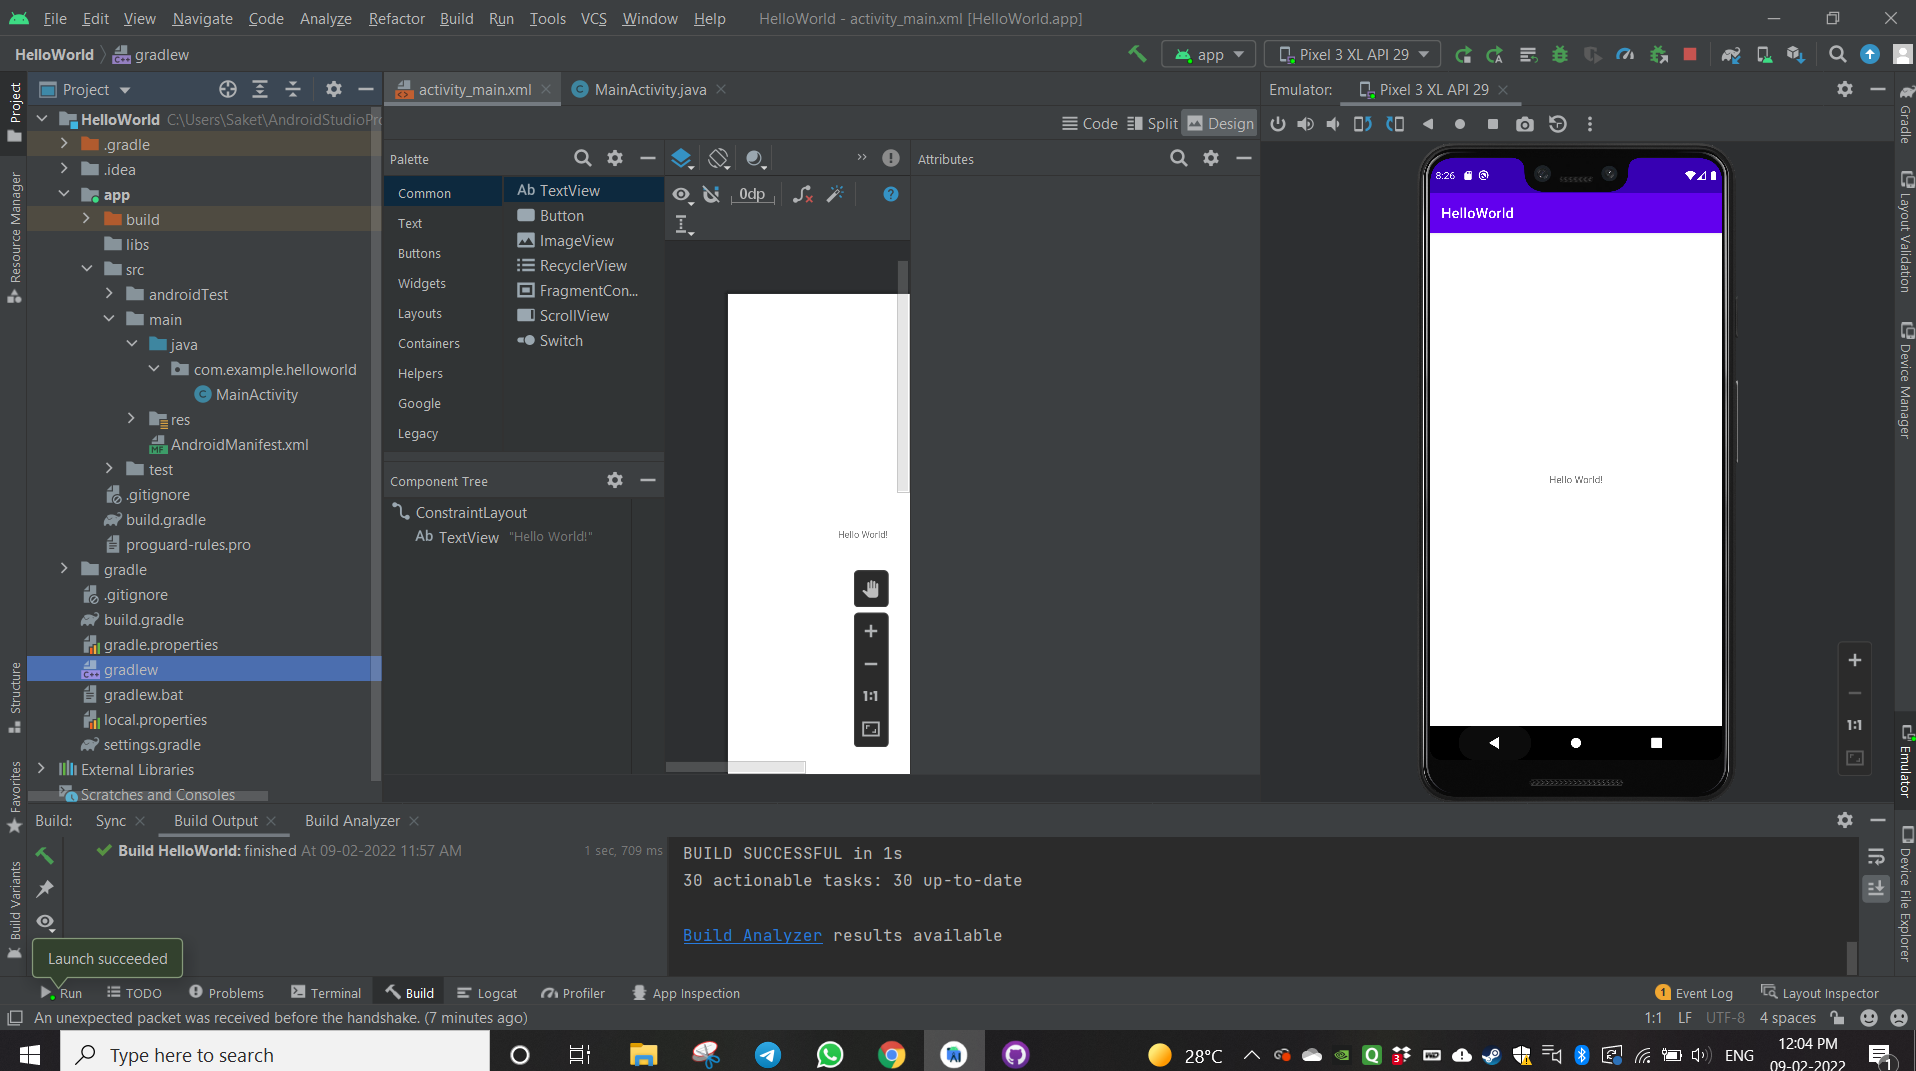 File Edit View Navigate Code Analyze Refactor Build Run Tools VCS Window Help HelloWorld - activity_main.xml [HelloWorld.app]
HelloWorld gradlew app Pixel 3 XL API 29
Project
activity_main.xml MainActivity.java
Emulator: Pixel 3 XL API 29
Code Split Design
HelloWorld C:\Users\Saket\AndroidStudioPr
.gradle
.idea
app
build
libs
src
androidTest
main
java
com.example.helloworld
MainActivity
res
AndroidManifest.xml
test
.gitignore
build.gradle
proguard-rules.pro
gradle
.gitignore
build.gradle
gradle.properties
gradlew
gradlew.bat
local.properties
settings.gradle
External Libraries
Scratches and Consoles
Palette
Common
Text
Buttons
Widgets
Layouts
Containers
Helpers
Google
Legacy
Ab TextView
Button
ImageView
RecyclerView
FragmentCon...
ScrollView
Switch
Component Tree
ConstraintLayout
Ab TextView "Hello World!"
0dp
Hello World!
1:1
Attributes
8:26
HelloWorld
Hello World!
1:1
Project
Resource Manager
Structure
Favorites
Build Variants
Gradle
Layout Validation
Device Manager
Emulator
Device File Explorer
Build: Sync Build Output Build Analyzer
Build HelloWorld: finished At 09-02-2022 11:57 AM 1 sec, 709 ms
BUILD SUCCESSFUL in 1s
30 actionable tasks: 30 up-to-date
Build Analyzer results available
Launch succeeded
Run TODO Problems Terminal Build Logcat Profiler App Inspection 1 Event Log Layout Inspector
An unexpected packet was received before the handshake. (7 minutes ago) 1:1 LF UTF-8 4 spaces
Type here to search 28°C ENG 12:04 PM
09-02-2022 1